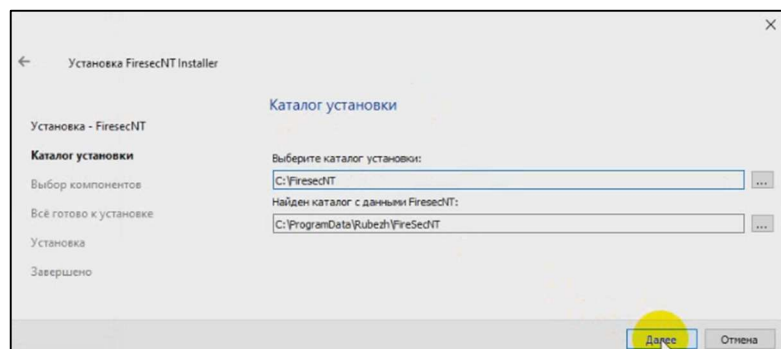 Установка FiresecNT Installer
Каталог установки
Установка - FiresecNT
Каталог установки
Выберите каталог установки:
Выбор компонентов
C:\FiresecNT
...
Всё готово к установке
Найден каталог с данными FiresecNT:
C:\ProgramData\Rubezh\FireSecNT
...
Установка
Завершено
Далее
Отмена